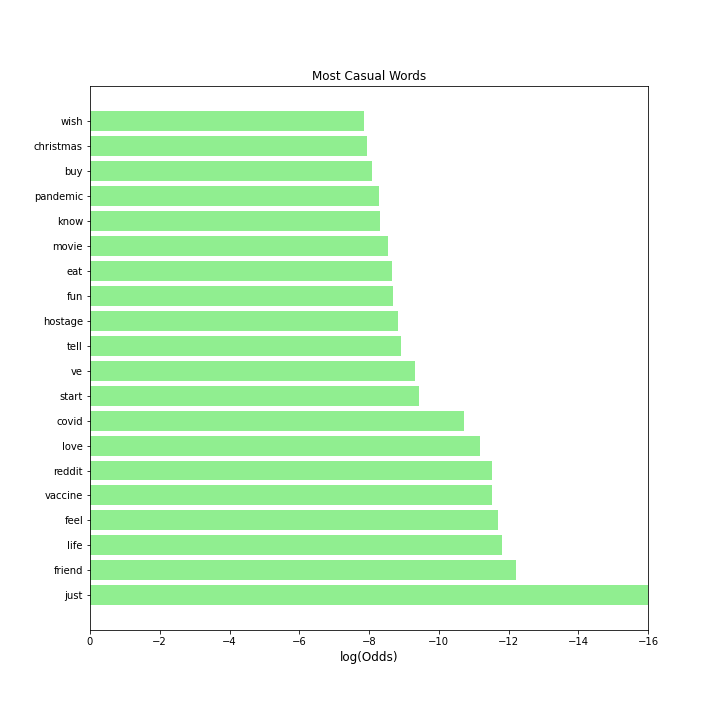 Most Casual Words
wish
christmas
buy
pandemic
know
movie
eat
fun
hostage
tell
ve
start
covid
love
reddit
vaccine
feel
life
friend
just
0 −2 −4 −6 −8 −10 −12 −14 −16
log(Odds)